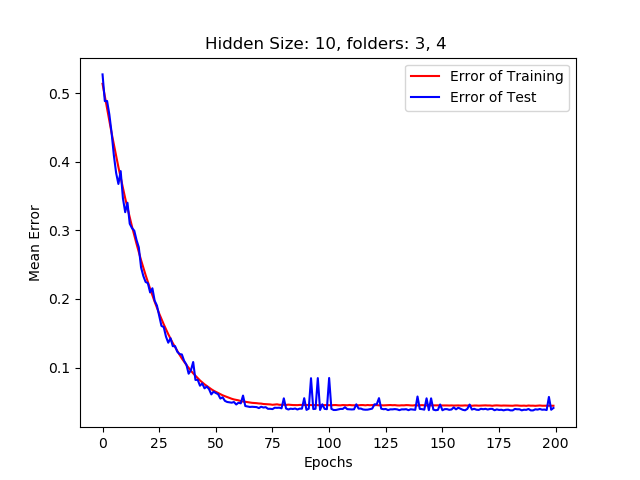 Hidden Size: 10, folders: 3, 4
Error of Training
Error of Test
Mean Error
0.5
0.4
0.3
0.2
0.1
0 25 50 75 100 125 150 175 200
Epochs